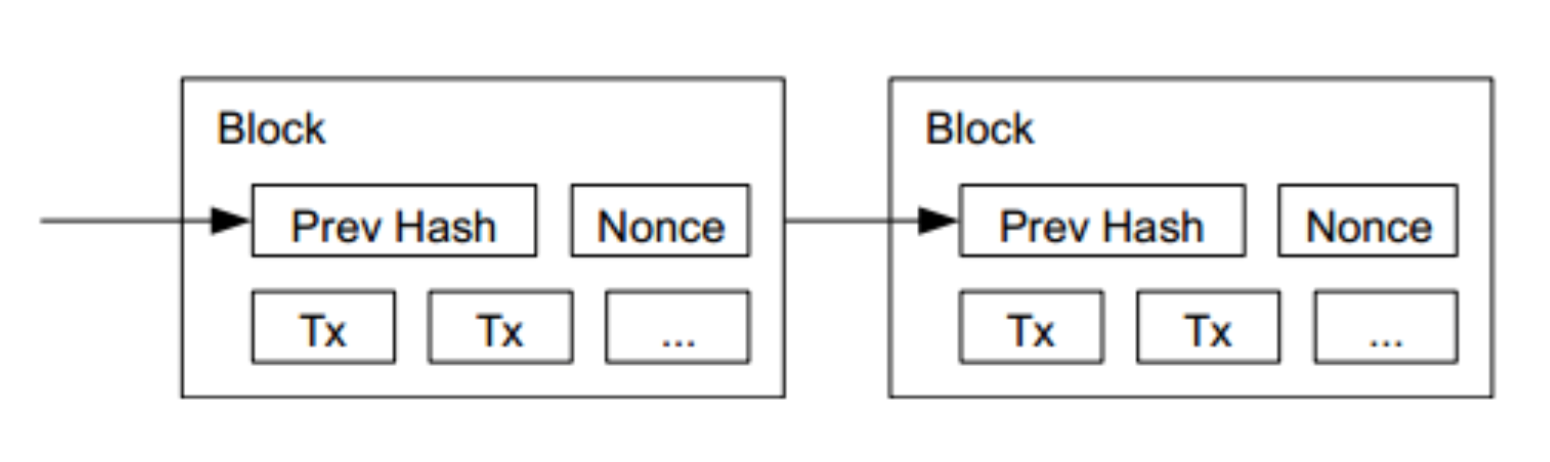 Block
Prev Hash Nonce
Tx Tx ...
Block
Prev Hash Nonce
Tx Tx ...